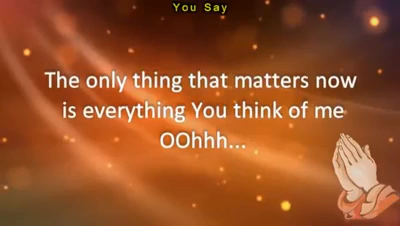 You Say
The only thing that matters now
is everything You think of me
OOhhh...